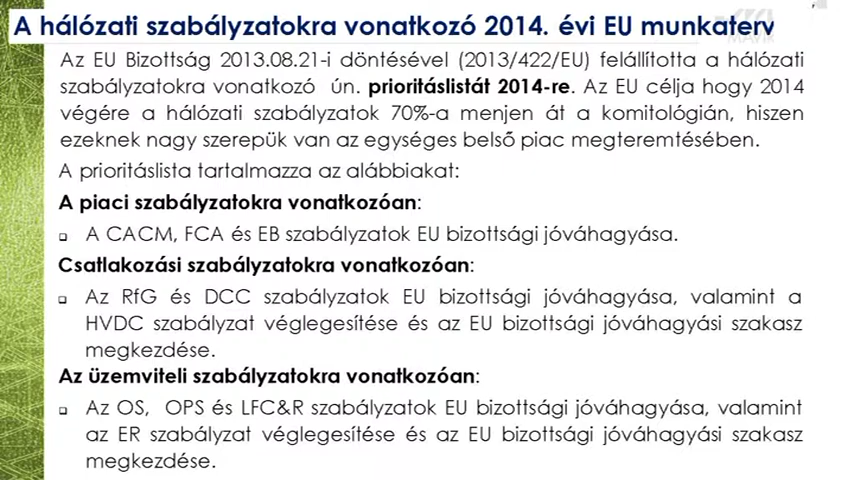 A hálózati szabályzatokra vonatkozó 2014. évi EU munkaterv
Az EU Bizottság 2013.08.21-i döntésével (2013/422/EU) felállította a hálózati
szabályzatokra vonatkozó ún. prioritáslistát 2014-re. Az EU célja hogy 2014
végére a hálózati szabályzatok 70%-a menjen át a komitológián, hiszen
ezeknek nagy szerepük van az egységes belső piac megteremtésében.
A prioritáslista tartalmazza az alábbiakat:
A piaci szabályzatokra vonatkozóan:
A CACM, FCA és EB szabályzatok EU bizottsági jóváhagyása.
Csatlakozási szabályzatokra vonatkozóan:
Az RfG és DCC szabályzatok EU bizottsági jóváhagyása, valamint a
HVDC szabályzat véglegesítése és az EU bizottsági jóváhagyási szakasz
megkezdése.
Az üzemviteli szabályzatokra vonatkozóan:
Az OS, OPS és LFC&R szabályzatok EU bizottsági jóváhagyása, valamint
az ER szabályzat véglegesítése és az EU bizottsági jóváhagyási szakasz
megkezdése.